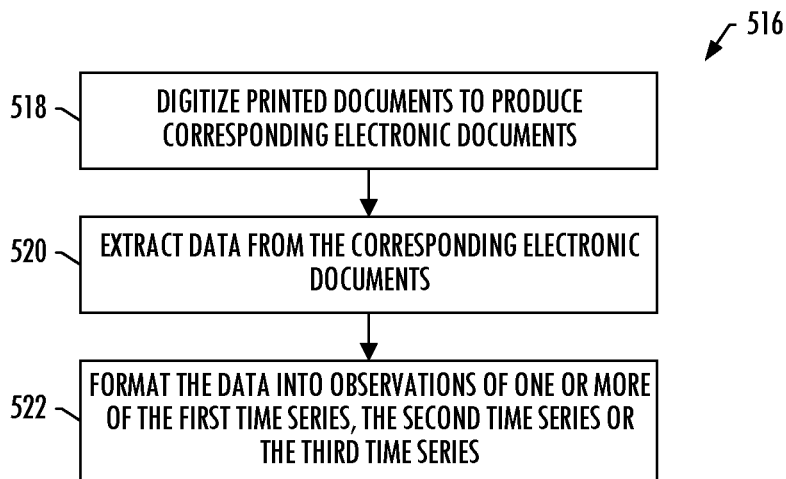 516
518
DIGITIZE PRINTED DOCUMENTS TO PRODUCE
CORRESPONDING ELECTRONIC DOCUMENTS
520
EXTRACT DATA FROM THE CORRESPONDING ELECTRONIC
DOCUMENTS
522
FORMAT THE DATA INTO OBSERVATIONS OF ONE OR MORE
OF THE FIRST TIME SERIES, THE SECOND TIME SERIES OR
THE THIRD TIME SERIES